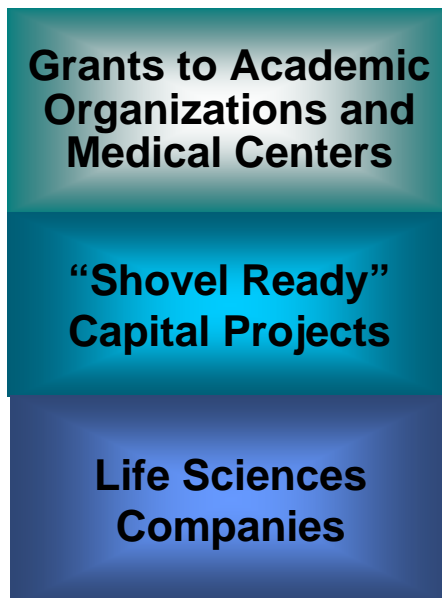 Grants to Academic
Organizations and
Medical Centers
“Shovel Ready”
Capital Projects
Life Sciences
Companies